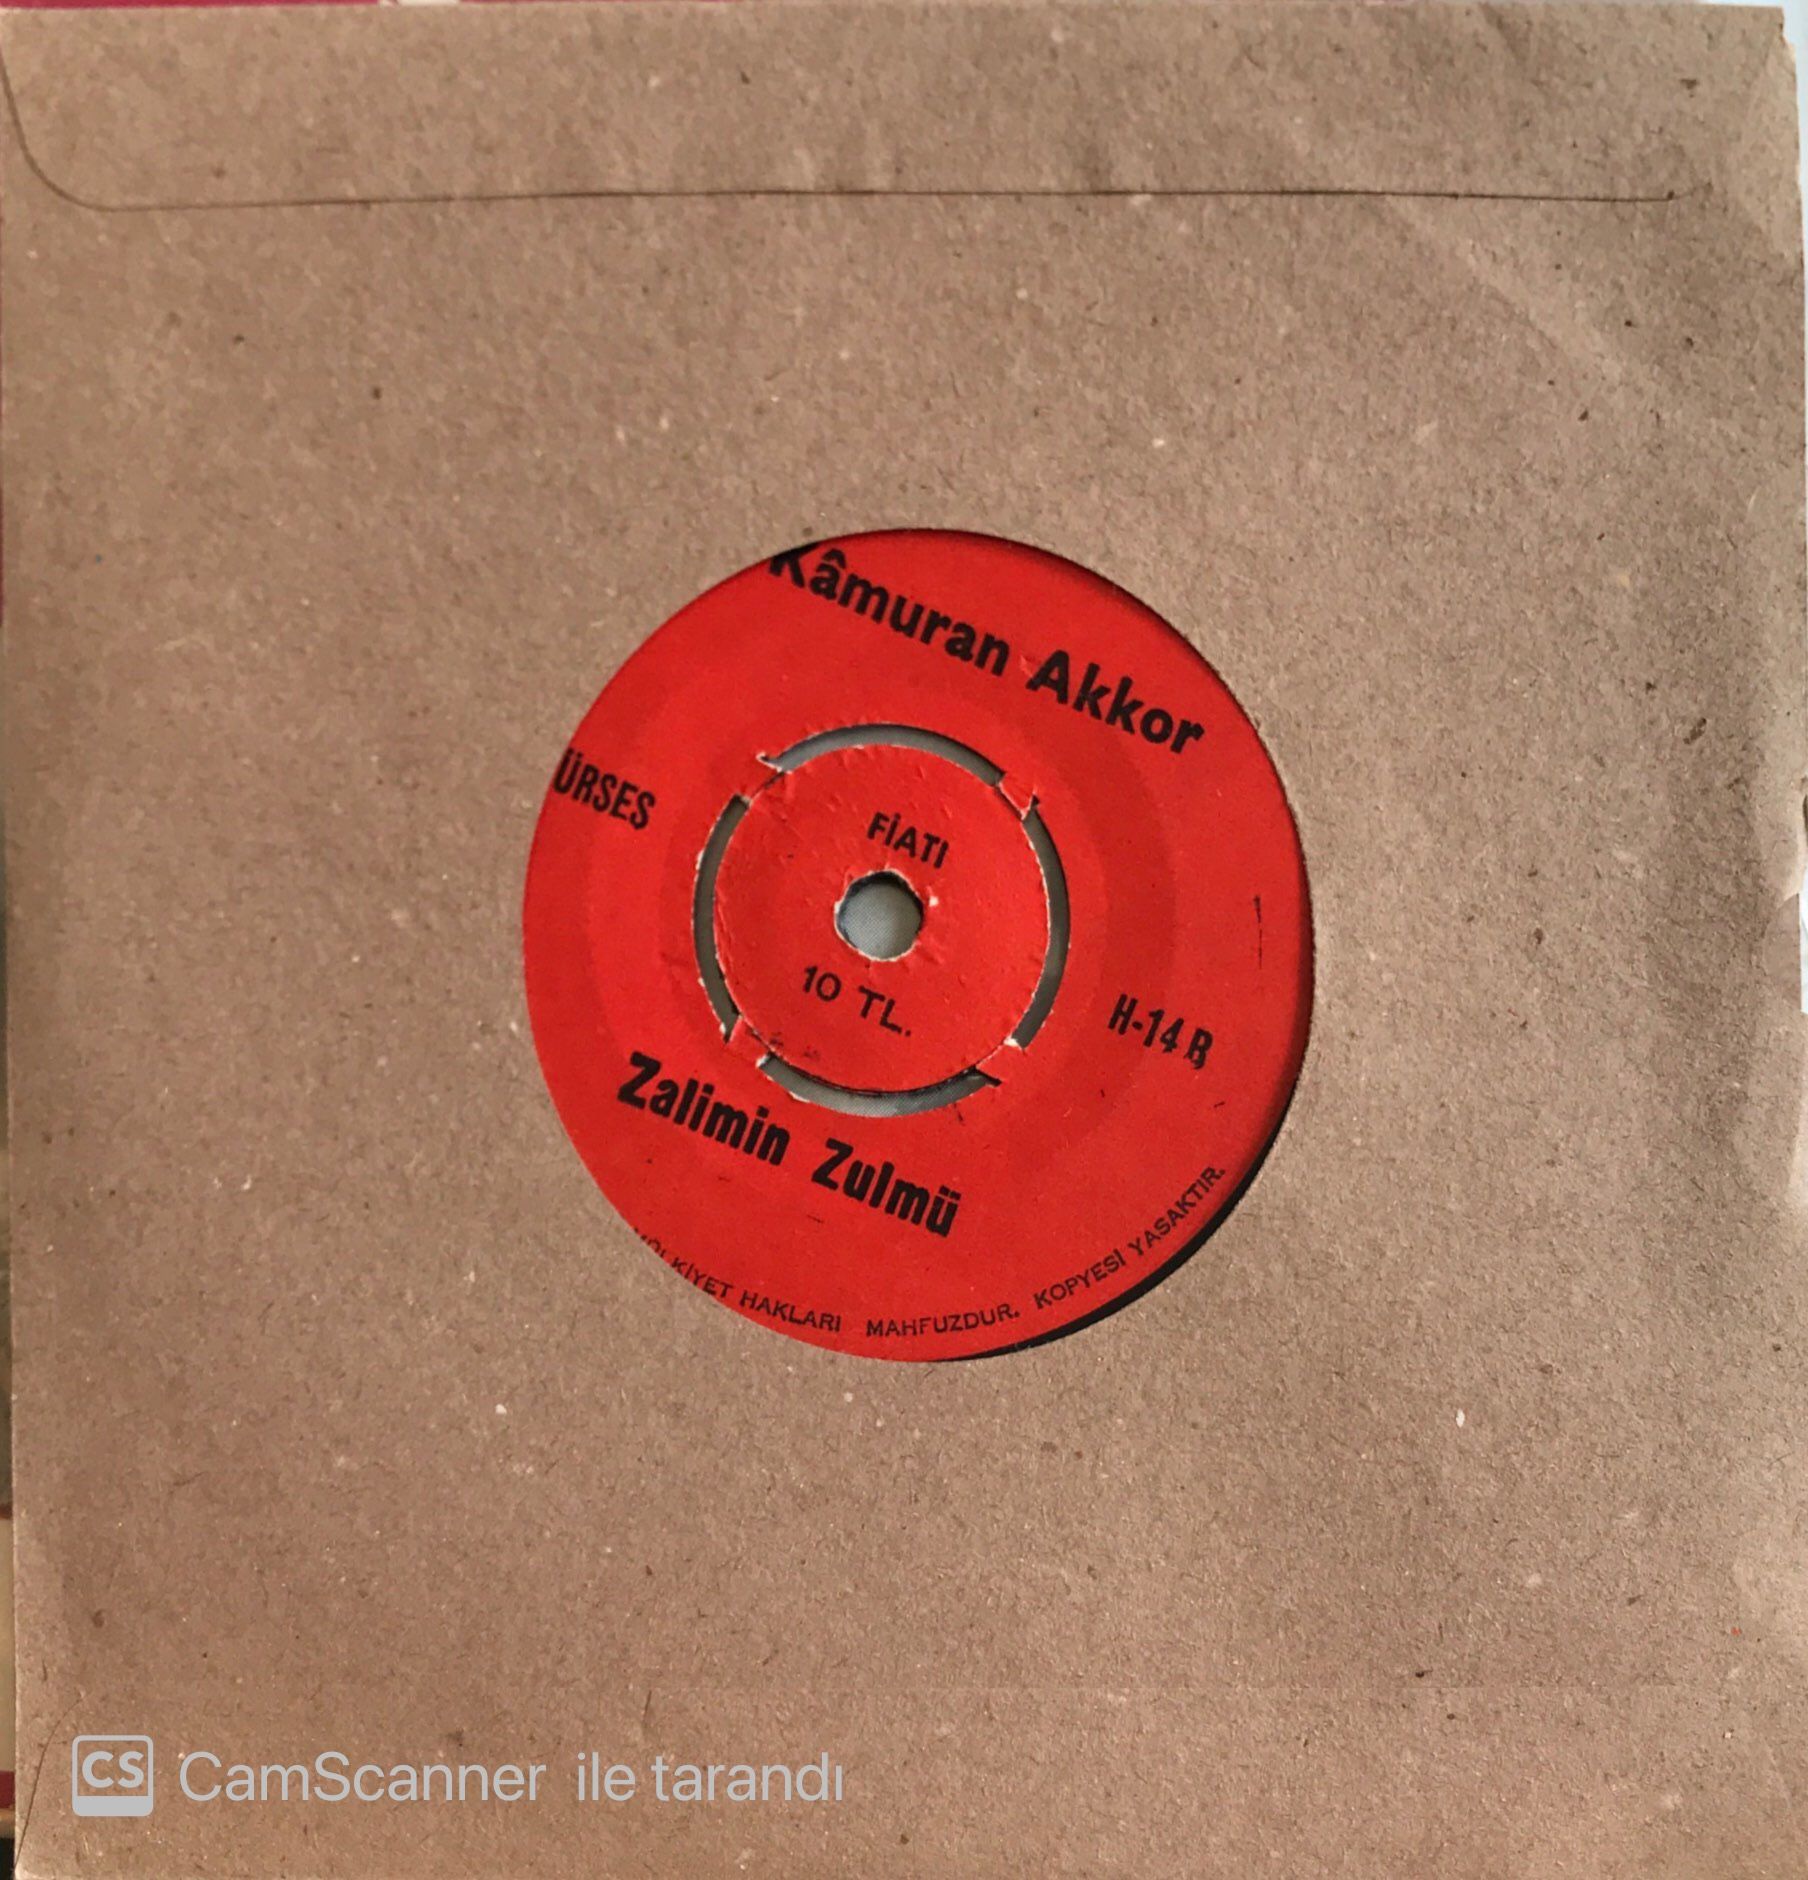 Kâmuran Akkor
ÜRSES
FİATI
10 TL.
H-14 B
Zalimin Zulmü
KİYET HAKLARI MAHFUZDUR. KOPYESİ YASAKTIR.
CS CamScanner ile tarandı